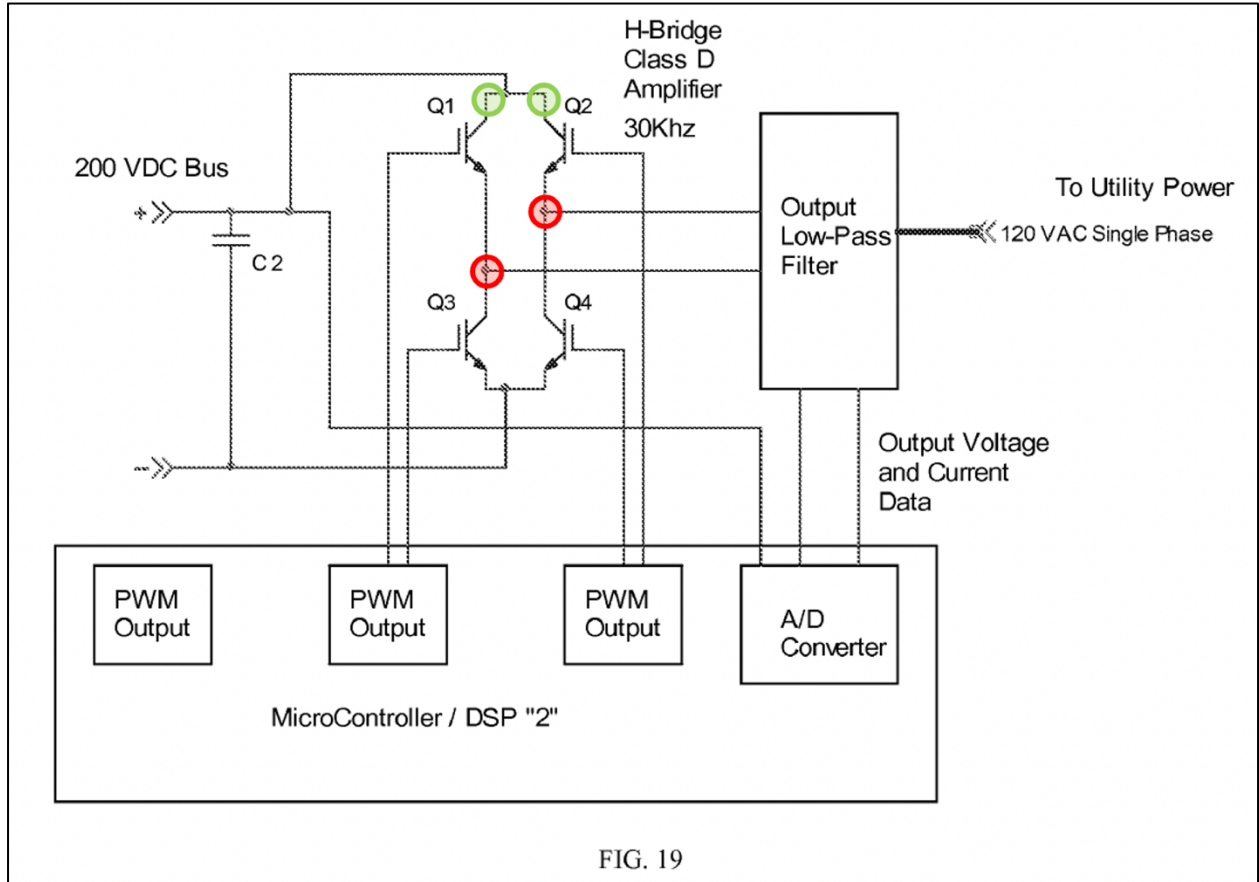 H-Bridge
Class D
Amplifier
30Khz
Q1
Q2
200 VDC Bus
+
C 2
To Utility Power
Output
Low-Pass
Filter
120 VAC Single Phase
Q3
Q4
-
Output Voltage
and Current
Data
PWM
Output
PWM
Output
PWM
Output
A/D
Converter
MicroController / DSP "2"
FIG. 19